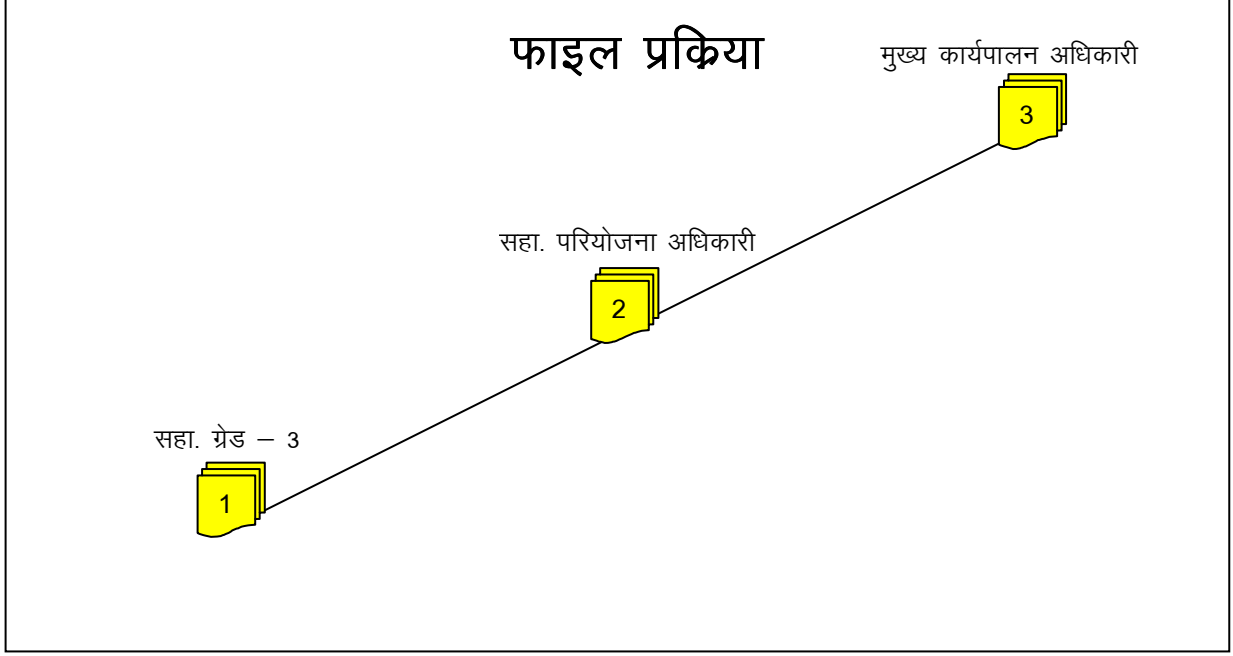 फाइल प्रक्रिया
मुख्य कार्यपालन अधिकारी
3
सहा. परियोजना अधिकारी
2
सहा. ग्रेड – 3
1